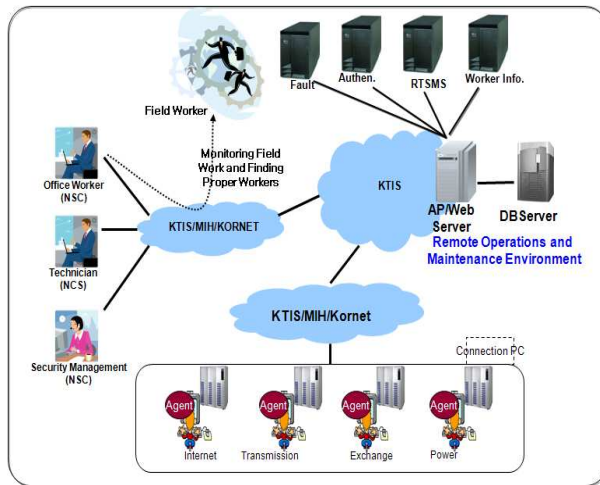 Fault
Authen.
RTSMS
Worker Info.
Field Worker
Monitoring Field
Work and Finding
Proper Workers
KTIS
Office Worker
(NSC)
KTIS/MIH/KORNET
AP/Web
Server
DBServer
Remote Operations and
Maintenance Environment
Technician
(NCS)
KTIS/MIH/Kornet
Security Management
(NSC)
Connection PC
Agent
Agent
Agent
Agent
Internet
Transmission
Exchange
Power